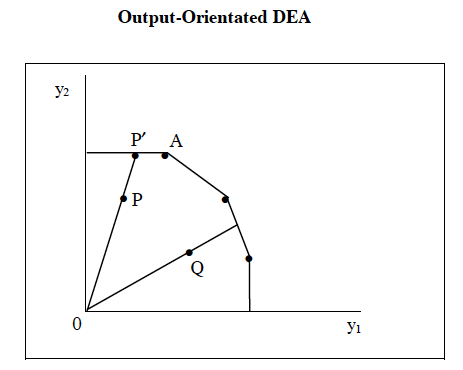 Output-Orientated DEA
y₂
P′ A
P
Q
0
y₁